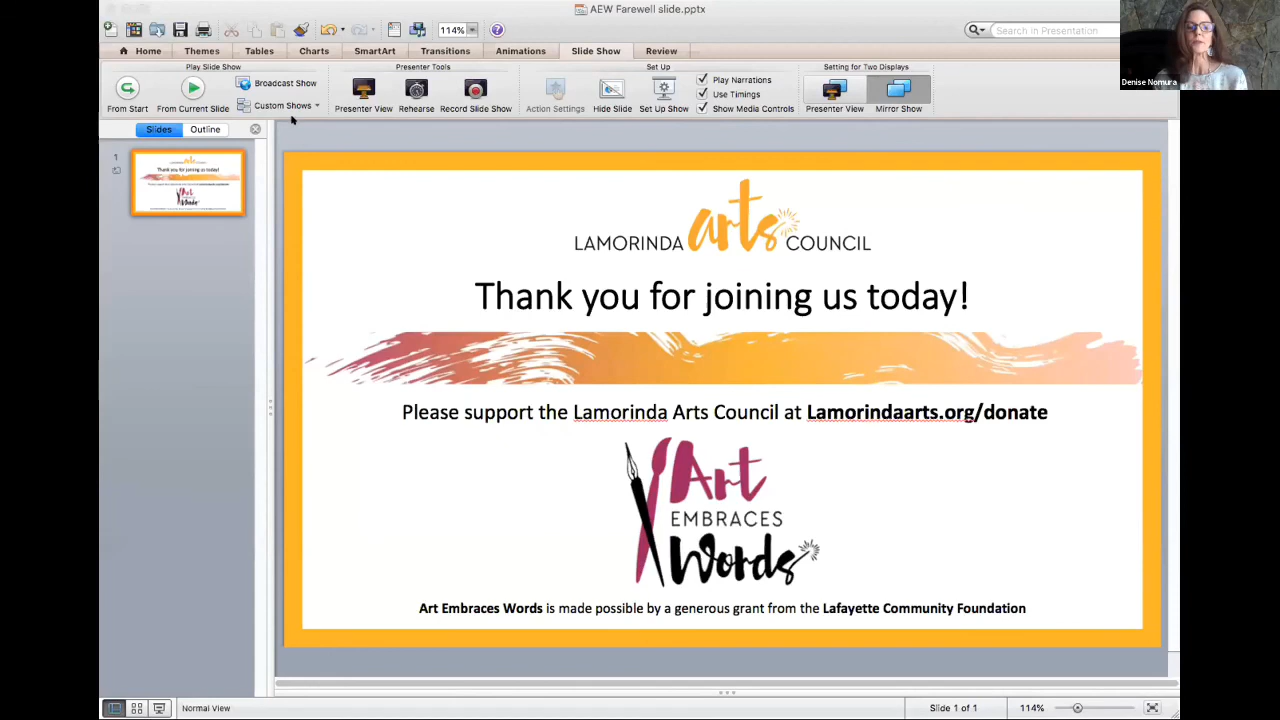 AEW Farewell slide.pptx
114%
Search in Presentation
Home
Themes
Tables
Charts
SmartArt
Transitions
Animations
Slide Show
Review
Play Slide Show
Presenter Tools
Set Up
Setting for Two Displays
From Start
From Current Slide
Broadcast Show
Custom Shows
Presenter View
Rehearse
Record Slide Show
Action Settings
Hide Slide
Set Up Show
Play Narrations
Use Timings
Show Media Controls
Presenter View
Mirror Show
Denise Nomura
Slides
Outline
1
LAMORINDA arts COUNCIL
Thank you for joining us today!
Please support the Lamorinda Arts Council at Lamorindaarts.org/donate
Art
EMBRACES
Words
Art Embraces Words is made possible by a generous grant from the Lafayette Community Foundation
Normal View
Slide 1 of 1
114%